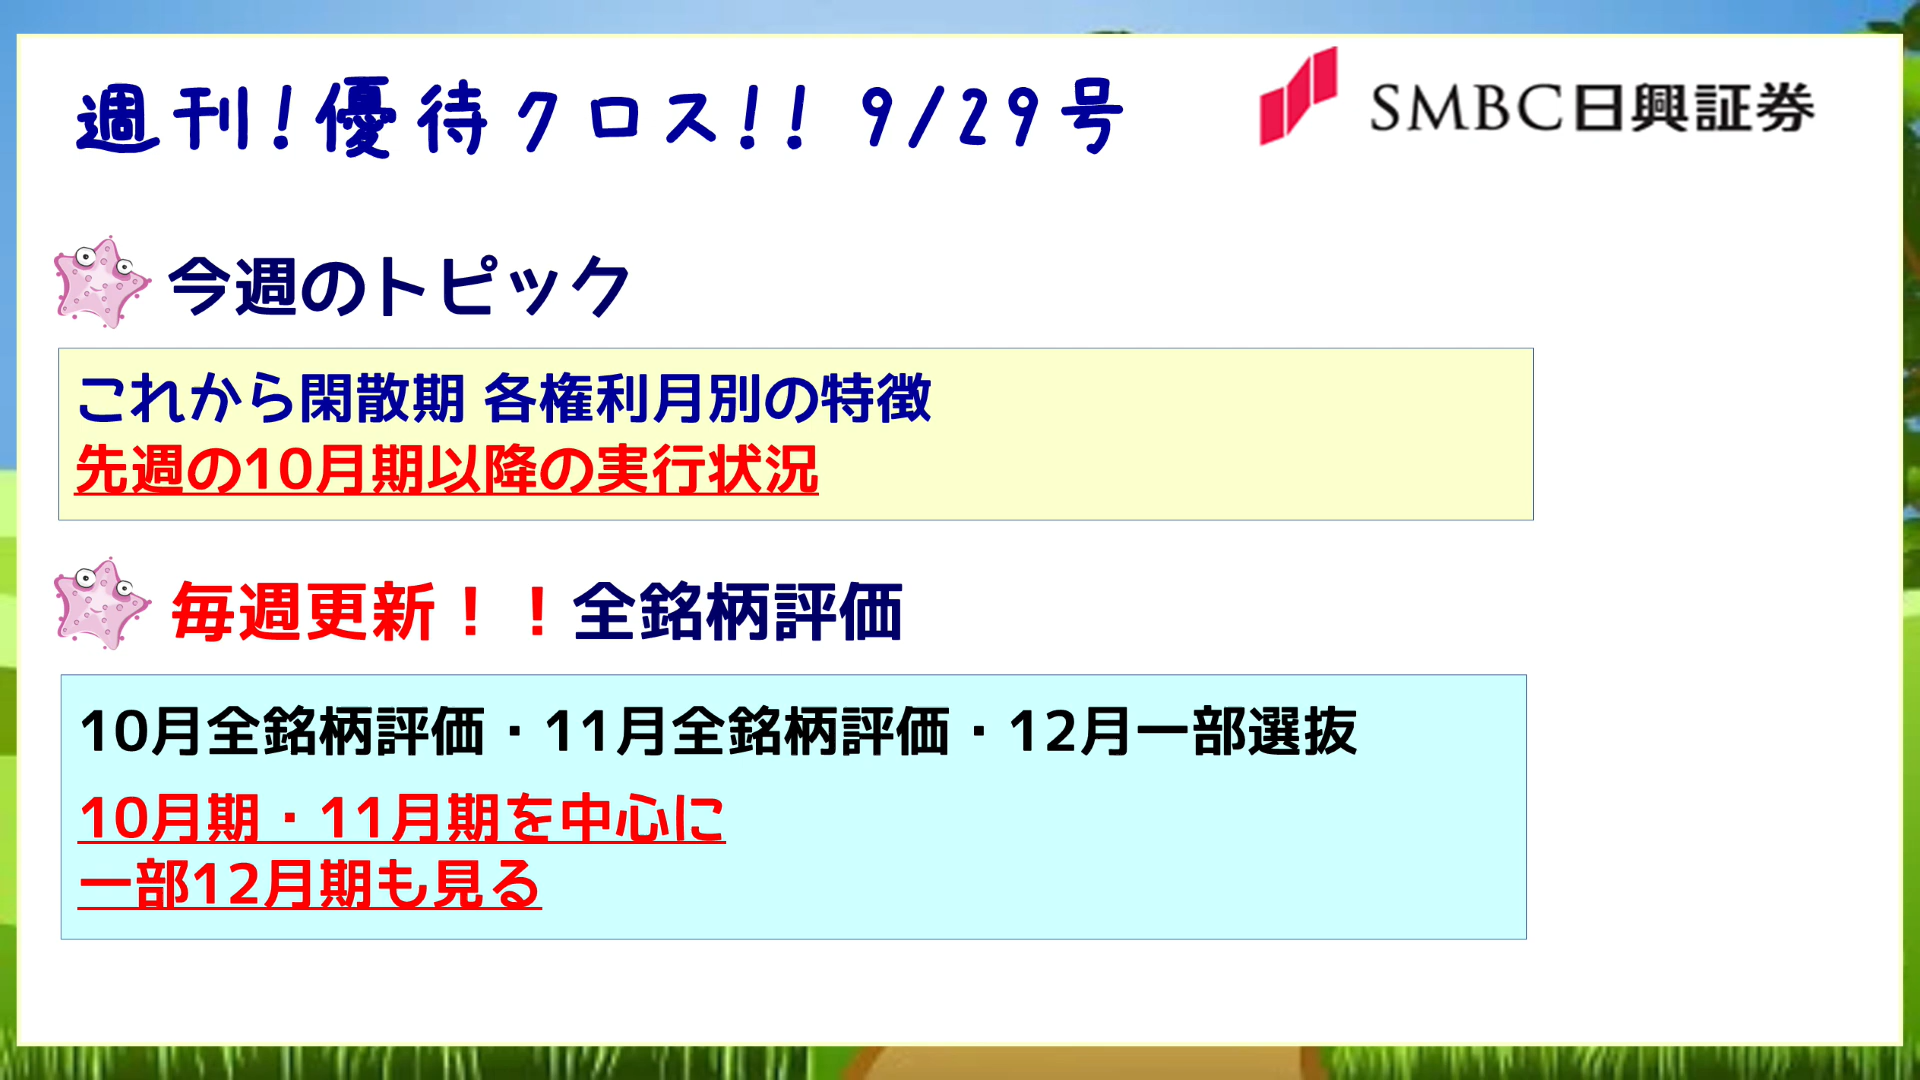 週刊!優待クロス!! 9/29号
SMBC日興証券
今週のトピック
これから閑散期 各権利月別の特徴
先週の10月期以降の実行状況
毎週更新！！全銘柄評価
10月全銘柄評価・11月全銘柄評価・12月一部選抜
10月期・11月期を中心に
一部12月期も見る